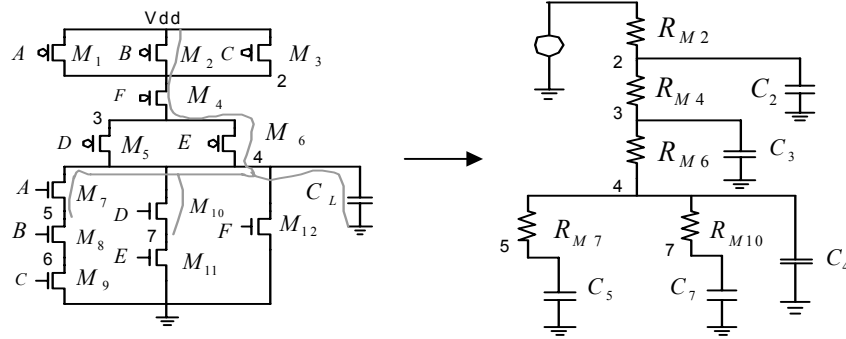 Vdd
A M1 B M2 C M3
2
F M4
3
D M5 E M6
4
A M7 CL
5 D M10 F M12
B M8 7
6 E M11
C M9
RM2
2
RM4 C2
3
RM6 C3
4
RM7 RM10
5 7 C4
C5 C7